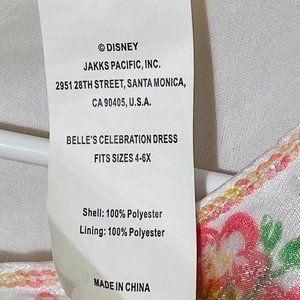 © DISNEY
JAKKS PACIFIC, INC.
2951 28TH STREET, SANTA MONICA,
CA 90405, U.S.A.
BELLE'S CELEBRATION DRESS
FITS SIZES 4-6X
Shell: 100% Polyester
Lining: 100% Polyester
MADE IN CHINA